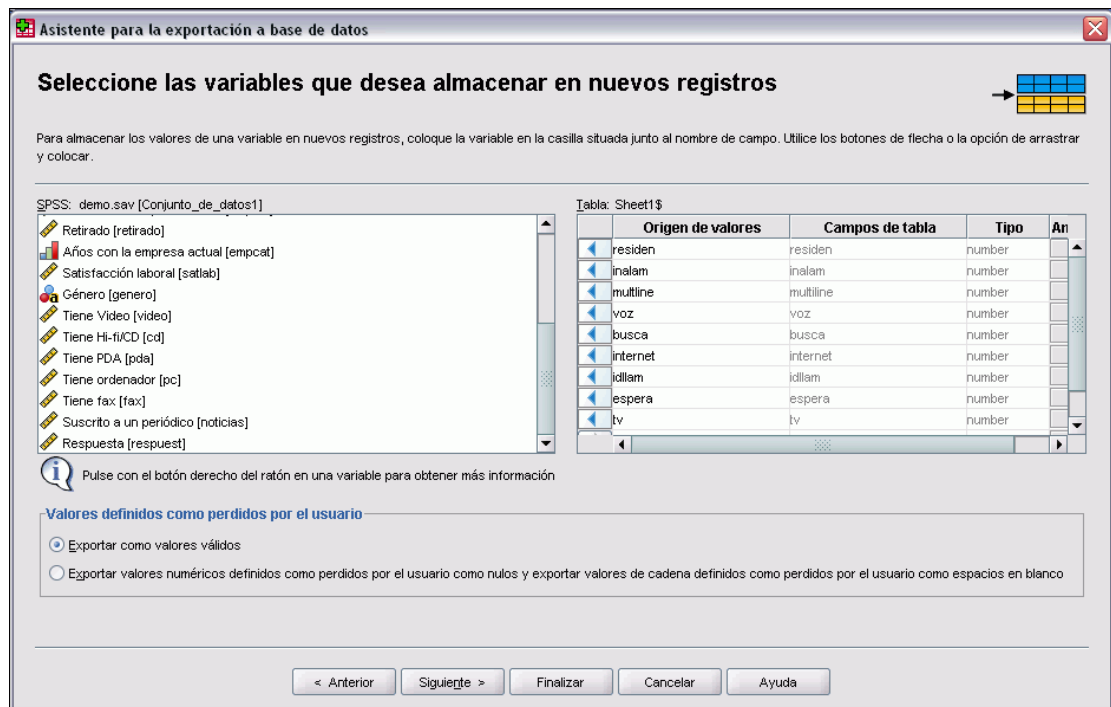 Asistente para la exportación a base de datos
Seleccione las variables que desea almacenar en nuevos registros
Para almacenar los valores de una variable en nuevos registros, coloque la variable en la casilla situada junto al nombre de campo. Utilice los botones de flecha o la opción de arrastrar
y colocar.
SPSS: demo.sav [Conjunto_de_datos1]
Retirado [retirado]
Años con la empresa actual [empcat]
Satisfacción laboral [satlab]
Género [genero]
Tiene Video [video]
Tiene Hi-fi/CD [cd]
Tiene PDA [pda]
Tiene ordenador [pc]
Tiene fax [fax]
Suscrito a un periódico [noticias]
Respuesta [respuest]
Tabla: Sheet1$
Origen de valores Campos de tabla Tipo An
residen residen number
inalam inalam number
multline multiline number
voz voz number
busca busca number
internet internet number
idllam idllam number
espera espera number
tv tv number
Pulse con el botón derecho del ratón en una variable para obtener más información
Valores definidos como perdidos por el usuario
Exportar como valores válidos
Exportar valores numéricos definidos como perdidos por el usuario como nulos y exportar valores de cadena definidos como perdidos por el usuario como espacios en blanco
< Anterior Siguiente > Finalizar Cancelar Ayuda